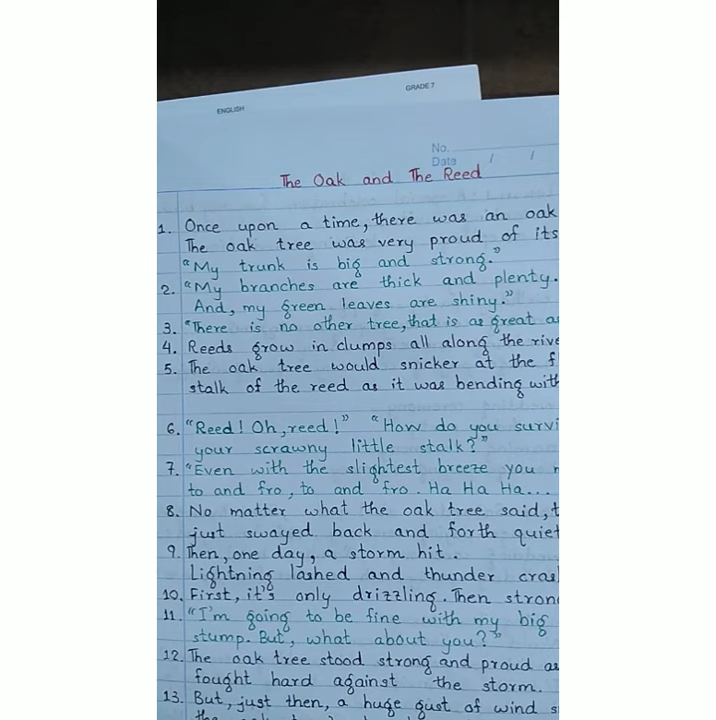 GRADE 7
ENGLISH
No.
Date / /
The Oak and The Reed
1. Once upon a time, there was an oak
The oak tree was very proud of its
"My trunk is big and strong."
2. "My branches are thick and plenty.
And, my green leaves are shiny."
3. "There is no other tree, that is as great as
4. Reeds grow in clumps all along the rive
5. The oak tree would snicker at the f
stalk of the reed as it was bending with
6. "Reed! Oh, reed!" "How do you survi
your scrawny little stalk?"
7. "Even with the slightest breeze you
to and fro, to and fro. Ha Ha Ha...
8. No matter what the oak tree said, t
just swayed back and forth quiet
9. Then, one day, a storm hit.
Lightning lashed and thunder cras
10. First, it's only drizzling. Then stron
11. "I'm going to be fine with my big
stump. But, what about you?"
12. The oak tree stood strong and proud as
fought hard against the storm.
13. But, just then, a huge gust of wind s